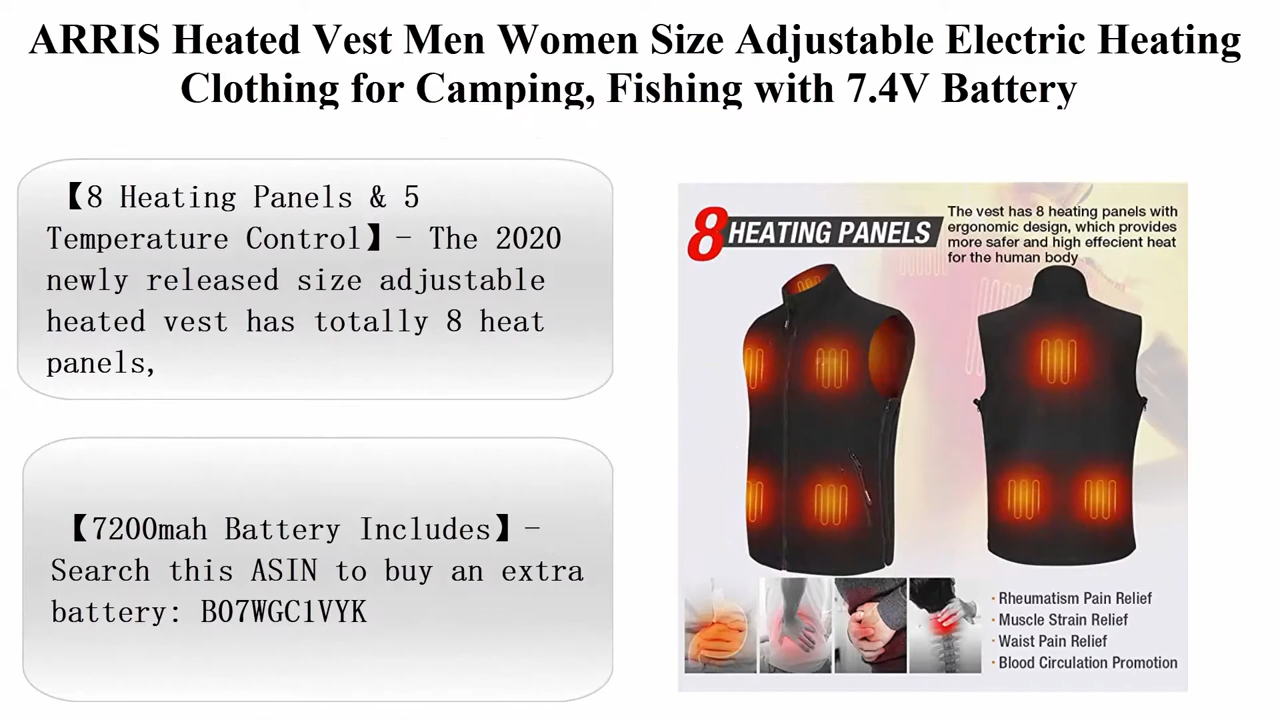 ARRIS Heated Vest Men Women Size Adjustable Electric Heating
Clothing for Camping, Fishing with 7.4V Battery
【8 Heating Panels & 5
Temperature Control】- The 2020
newly released size adjustable
heated vest has totally 8 heat
panels,
【7200mah Battery Includes】-
Search this ASIN to buy an extra
battery: B07WGC1VYK
8 HEATING PANELS
The vest has 8 heating panels with
ergonomic design, which provides
more safer and high effecient heat
for the human body
· Rheumatism Pain Relief
· Muscle Strain Relief
· Waist Pain Relief
· Blood Circulation Promotion